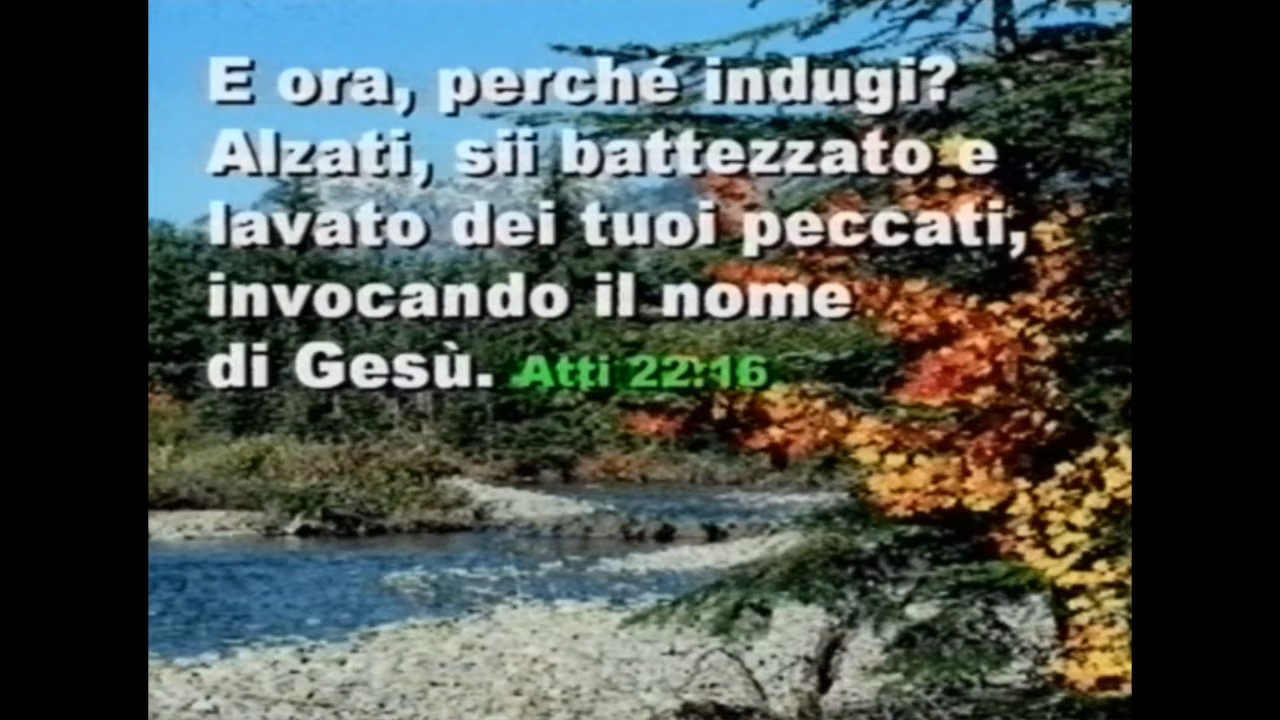 E ora, perché indugi?
Alzati, sii battezzato e
lavato dei tuoi peccati,
invocando il nome
di Gesù. Atti 22:16